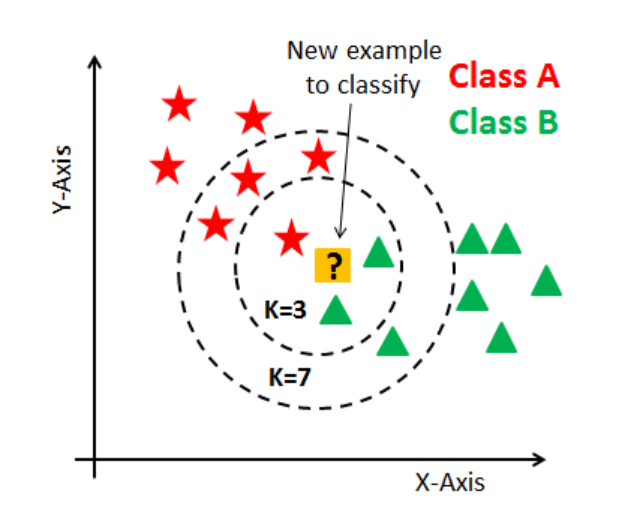 New example
to classify
Class A
Class B
Y-Axis
?
K=3
K=7
X-Axis